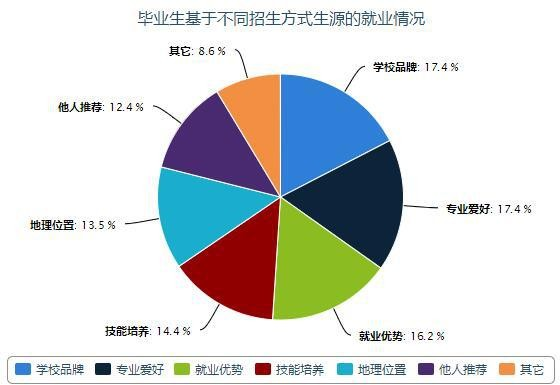 毕业生基于不同招生方式生源的就业情况
其它: 8.6 %
学校品牌: 17.4 %
他人推荐: 12.4 %
专业爱好: 17.4 %
地理位置: 13.5 %
技能培养: 14.4 %
就业优势: 16.2 %
学校品牌 专业爱好 就业优势 技能培养 地理位置 他人推荐 其它